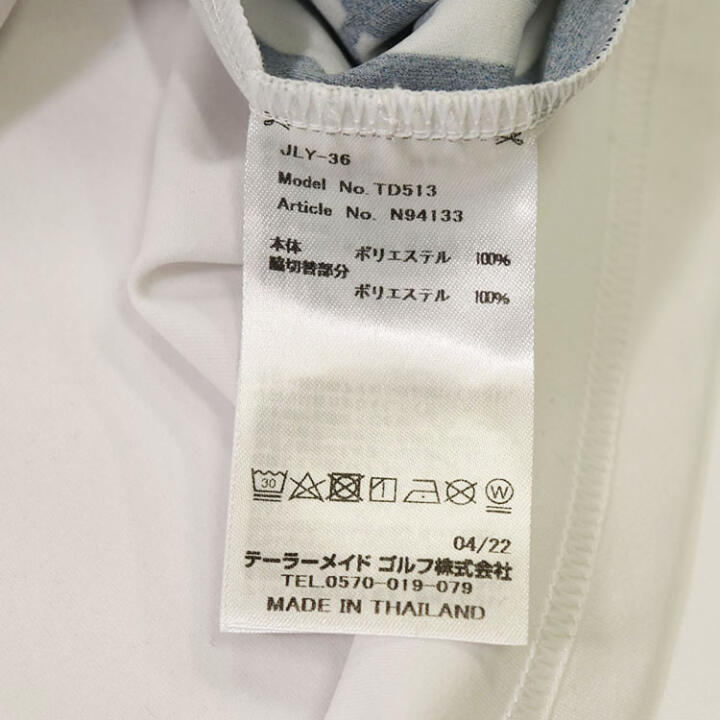 JLY-36
Model No. TD513
Article No. N94133
本体 ポリエステル 100%
脇切替部分
ポリエステル 100%
30 W
04/22
テーラーメイド ゴルフ株式会社
TEL.0570-019-079
MADE IN THAILAND